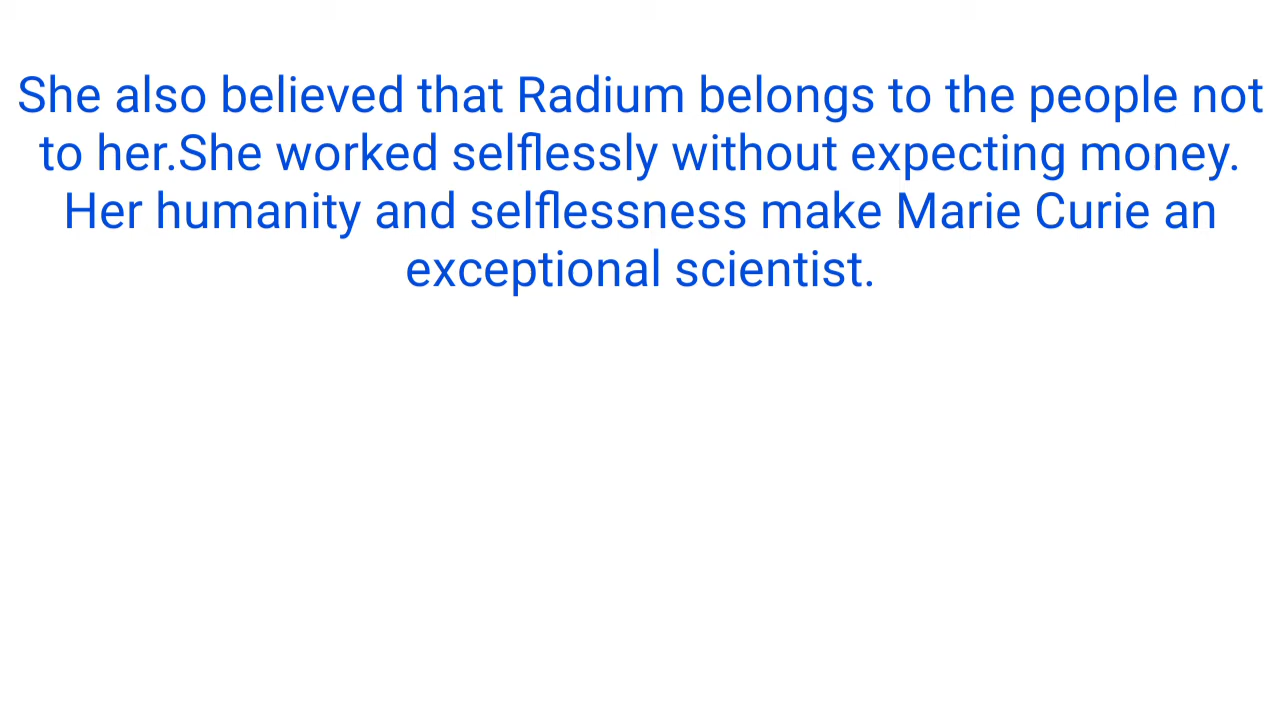 She also believed that Radium belongs to the people not
to her.She worked selflessly without expecting money.
Her humanity and selflessness make Marie Curie an
exceptional scientist.